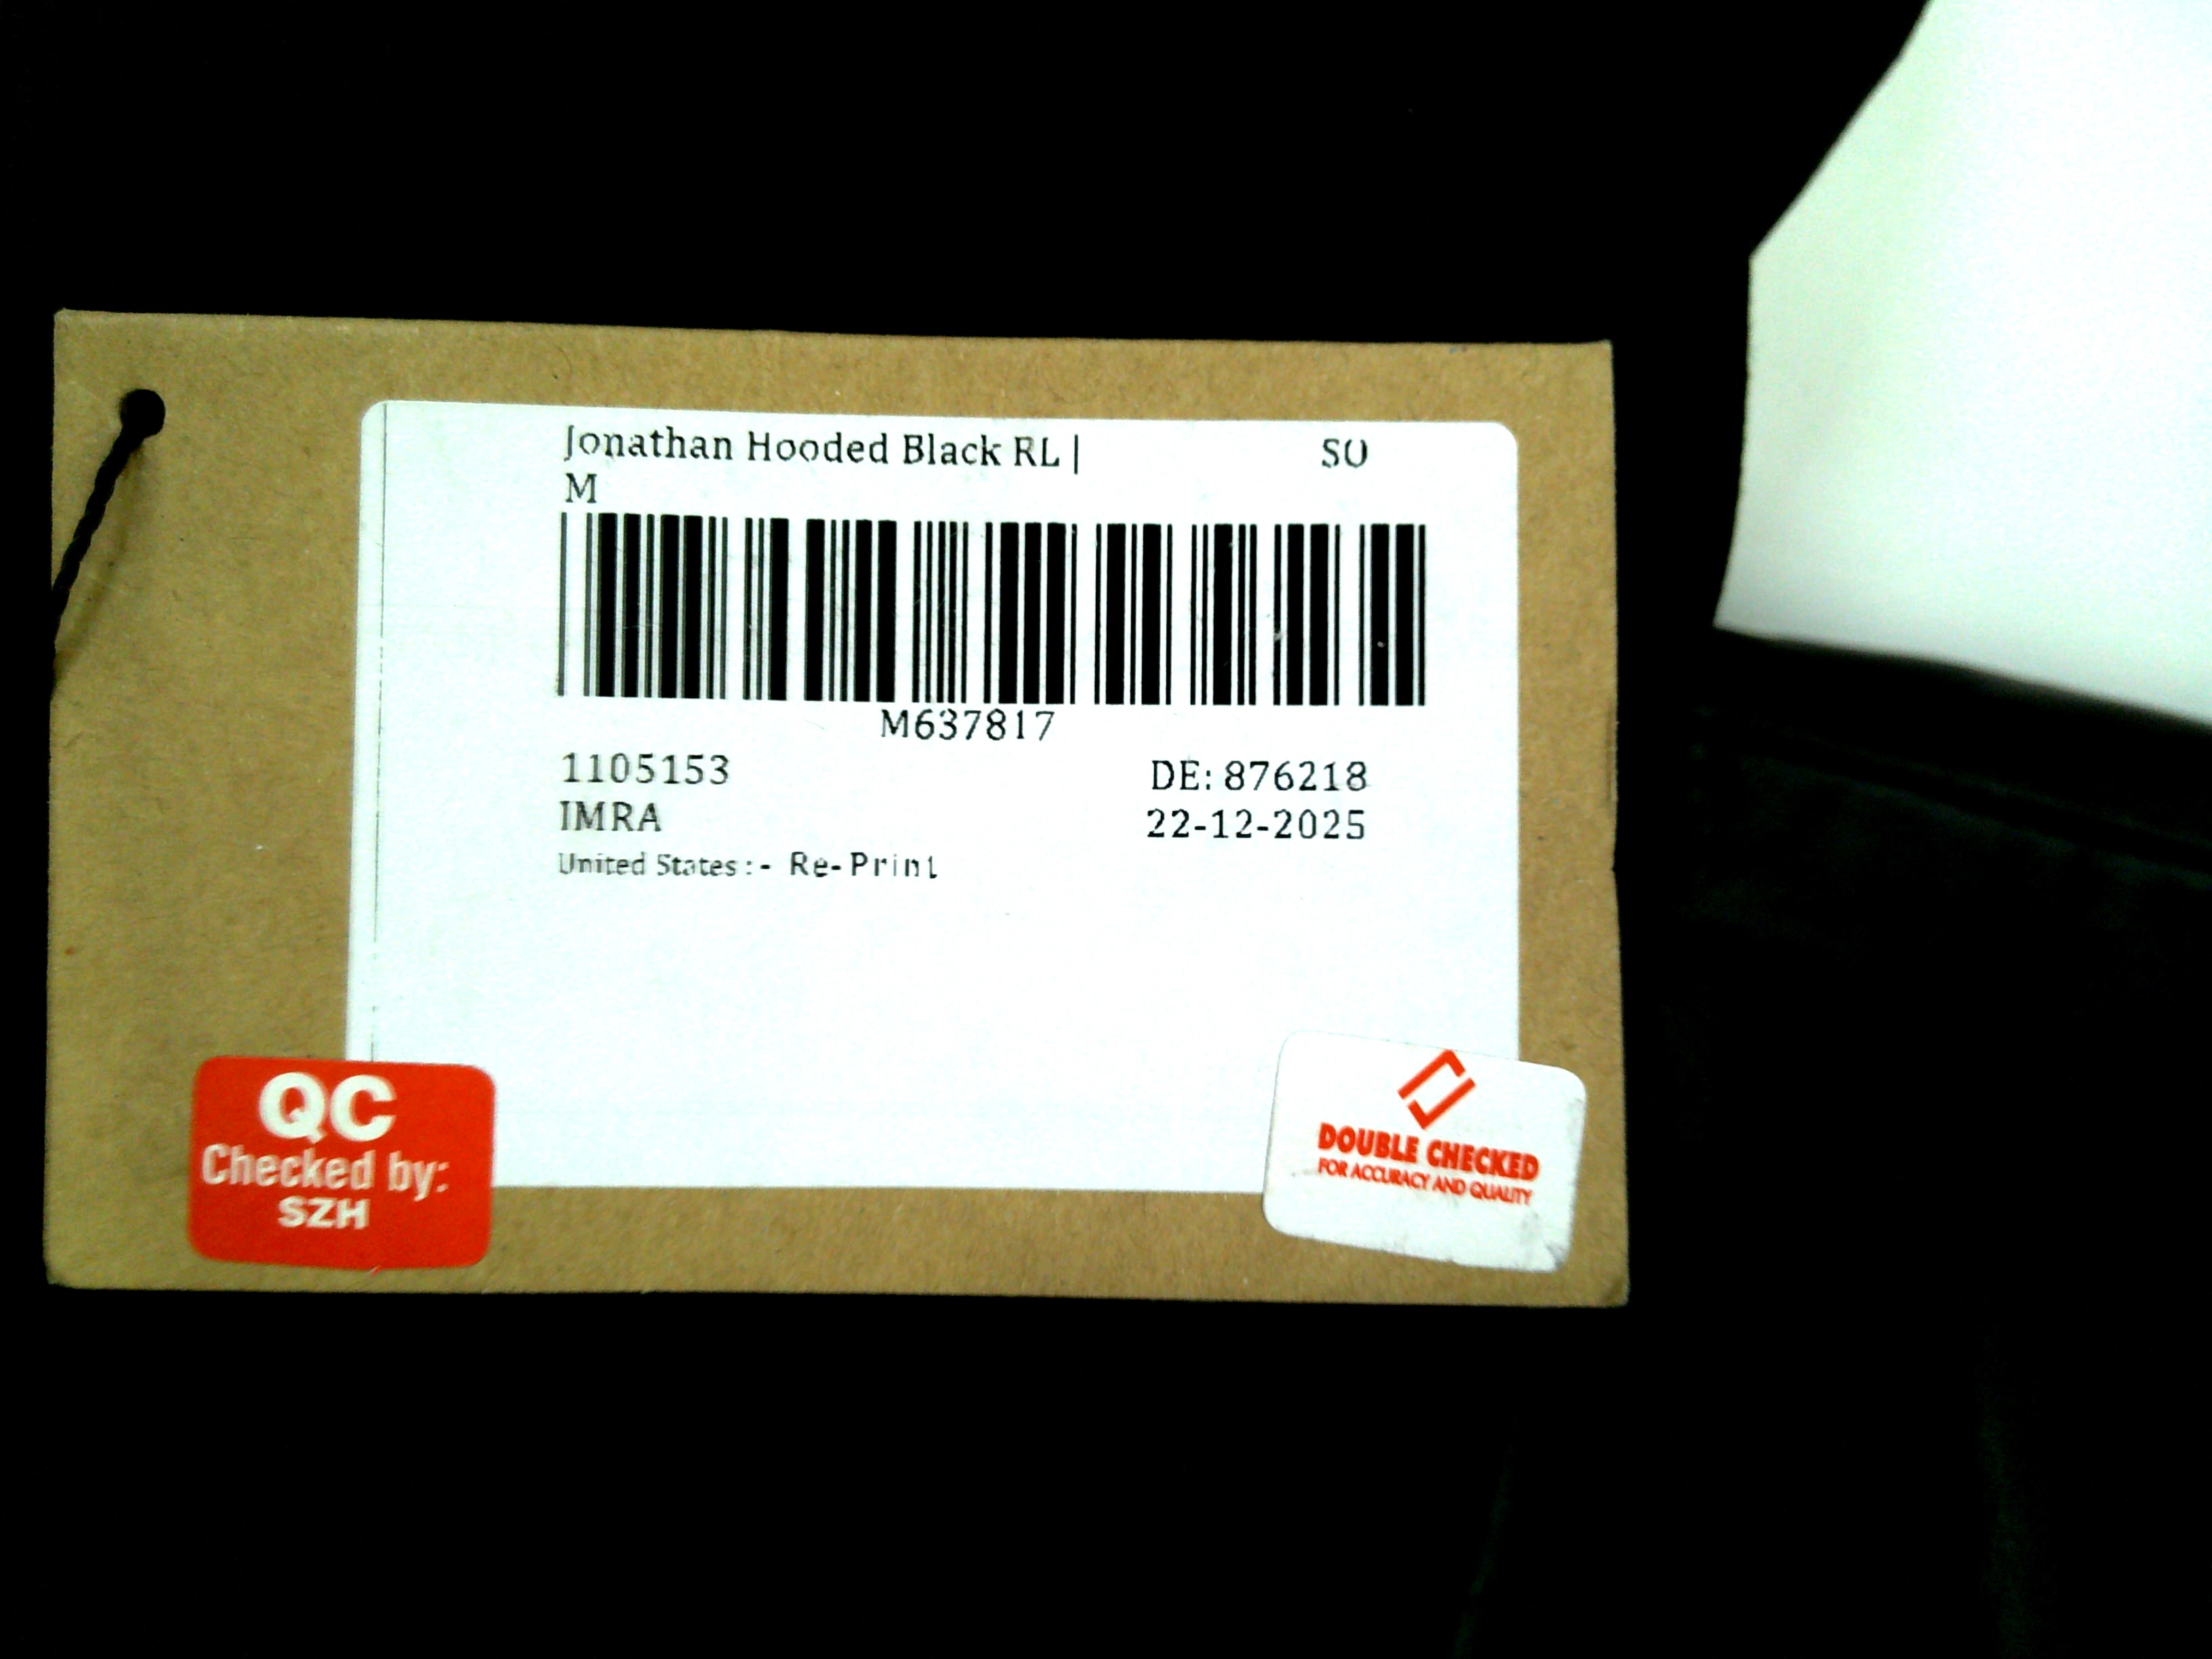 Jonathan Hooded Black RL | SO
M
M637817
1105153 DE: 876218
IMRA 22-12-2025
United States : - Re-Print
QC
Checked by:
SZH
DOUBLE CHECKED
FOR ACCURACY AND QUALITY